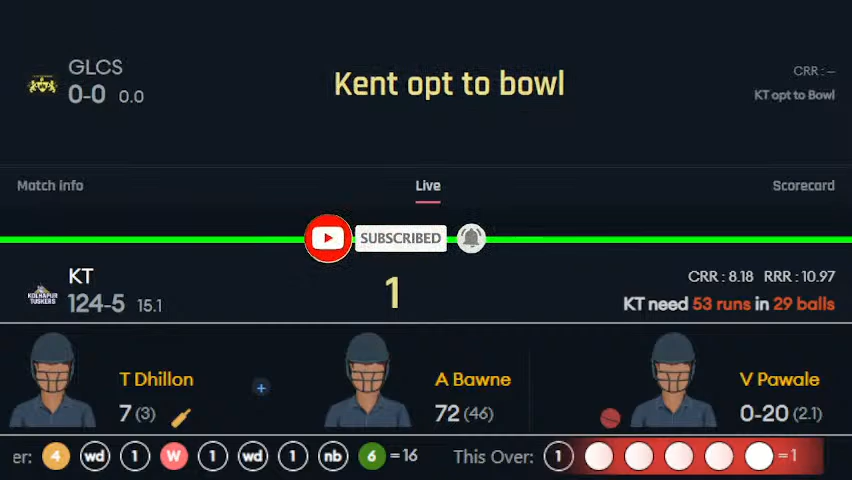 GLCS
0-0 0.0
Kent opt to bowl
CRR : --
KT opt to Bowl
Match info
Live
Scorecard
SUBSCRIBED
KOLHAPUR
TUSKERS
KT
124-5 15.1
1
CRR : 8.18 RRR : 10.97
KT need 53 runs in 29 balls
T Dhillon
7 (3)
+
A Bawne
72 (46)
V Pawale
0-20 (2.1)
er: 4 wd 1 W 1 wd 1 nb 6 =16 This Over: 1 =1